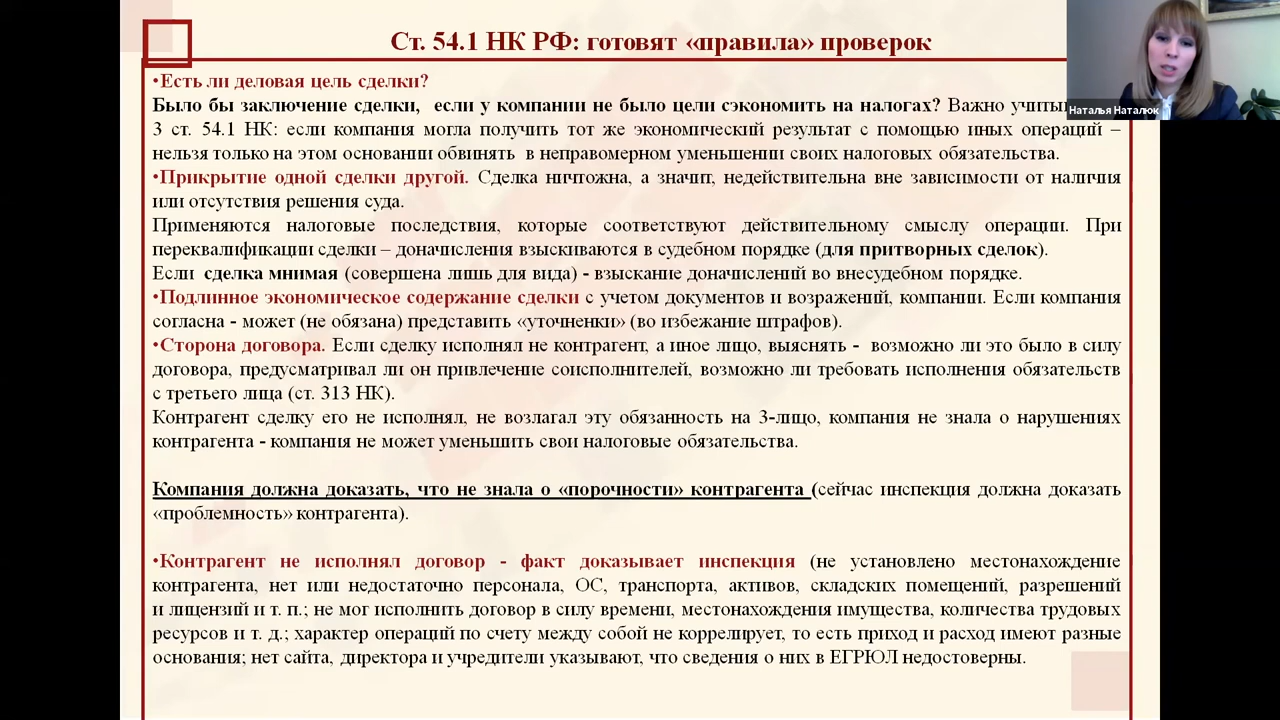 Ст. 54.1 НК РФ: готовят «правила» проверок
Наталья Наталюк
•Есть ли деловая цель сделки?
Было бы заключение сделки, если у компании не было цели сэкономить на налогах? Важно
3 ст. 54.1 НК: если компания могла получить тот же экономический результат с помощью иных операций –
нельзя только на этом основании обвинять в неправомерном уменьшении своих налоговых обязательства.
•Прикрытие одной сделки другой. Сделка ничтожна, а значит, недействительна вне зависимости от наличия
или отсутствия решения суда.
Применяются налоговые последствия, которые соответствуют действительному смыслу операции. При
переквалификации сделки – доначисления взыскиваются в судебном порядке (для притворных сделок).
Если сделка мнимая (совершена лишь для вида) - взыскание доначислений во внесудебном порядке.
•Подлинное экономическое содержание сделки с учетом документов и возражений, компании. Если компания
согласна - может (не обязана) представить «уточненки» (во избежание штрафов).
•Сторона договора. Если сделку исполнял не контрагент, а иное лицо, выяснять - возможно ли это было в силу
договора, предусматривал ли он привлечение соисполнителей, возможно ли требовать исполнения обязательств
с третьего лица (ст. 313 НК).
Контрагент сделку его не исполнял, не возлагал эту обязанность на 3-лицо, компания не знала о нарушениях
контрагента - компания не может уменьшить свои налоговые обязательства.
Компания должна доказать, что не знала о «порочности» контрагента (сейчас инспекция должна доказать
«проблемность» контрагента).
•Контрагент не исполнял договор - факт доказывает инспекция (не установлено местонахождение
контрагента, нет или недостаточно персонала, ОС, транспорта, активов, складских помещений, разрешений
и лицензий и т. п.; не мог исполнить договор в силу времени, местонахождения имущества, количества трудовых
ресурсов и т. д.; характер операций по счету между собой не коррелирует, то есть приход и расход имеют разные
основания; нет сайта, директора и учредители указывают, что сведения о них в ЕГРЮЛ недостоверны.